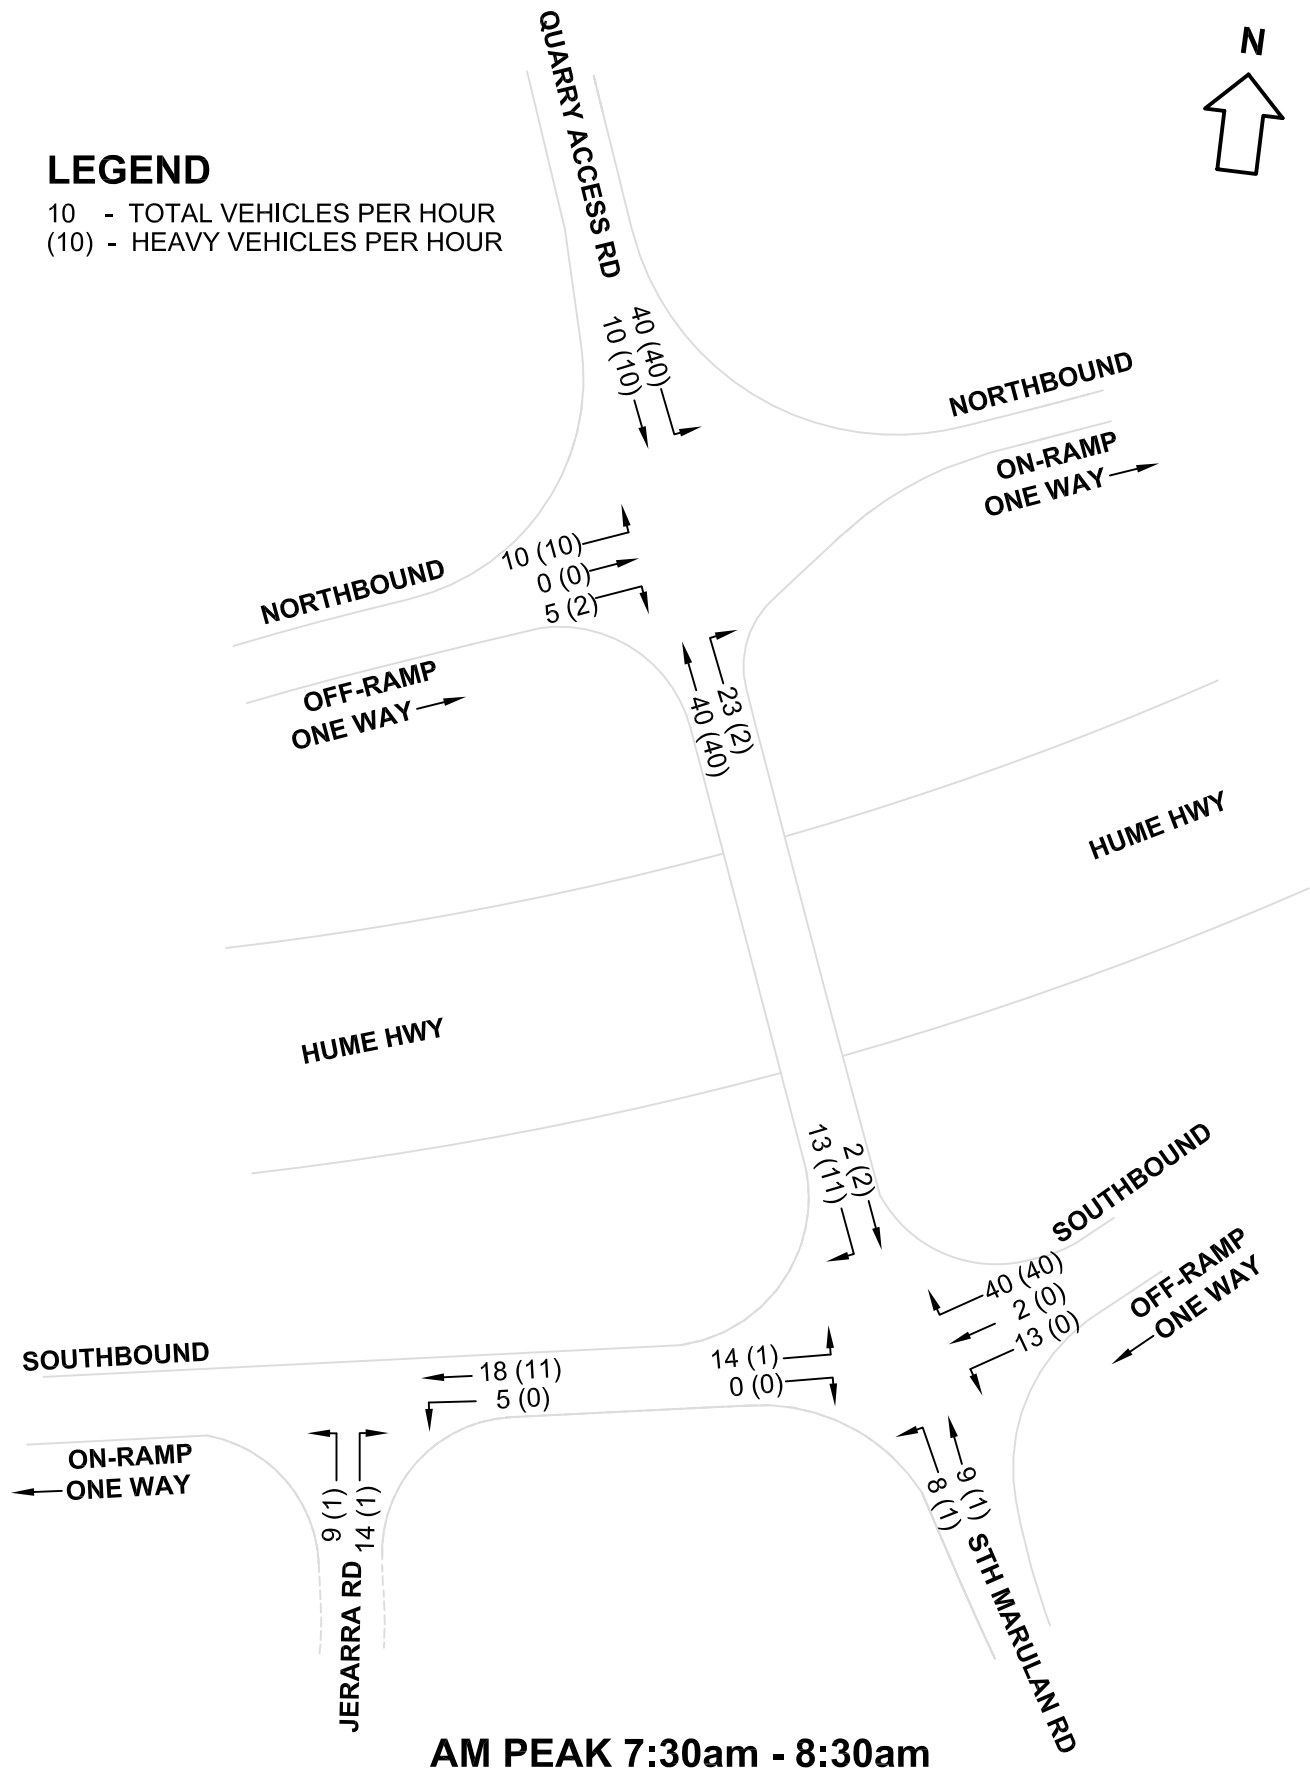 QUARRY ACCESS RD
N
LEGEND
10 - TOTAL VEHICLES PER HOUR
(10) - HEAVY VEHICLES PER HOUR
40 (40)
10 (10)
NORTHBOUND
ON-RAMP
ONE WAY
10 (10)
0 (0)
5 (2)
NORTHBOUND
OFF-RAMP
ONE WAY
23 (2)
40 (40)
HUME HWY
HUME HWY
2 (2)
13 (11)
SOUTHBOUND
OFF-RAMP
ONE WAY
40 (40)
2 (0)
13 (0)
SOUTHBOUND
18 (11)
5 (0)
14 (1)
0 (0)
ON-RAMP
ONE WAY
9 (1)
14 (1)
JERARRA RD
9 (1)
8 (1)
STH MARULAN RD
AM PEAK 7:30am - 8:30am